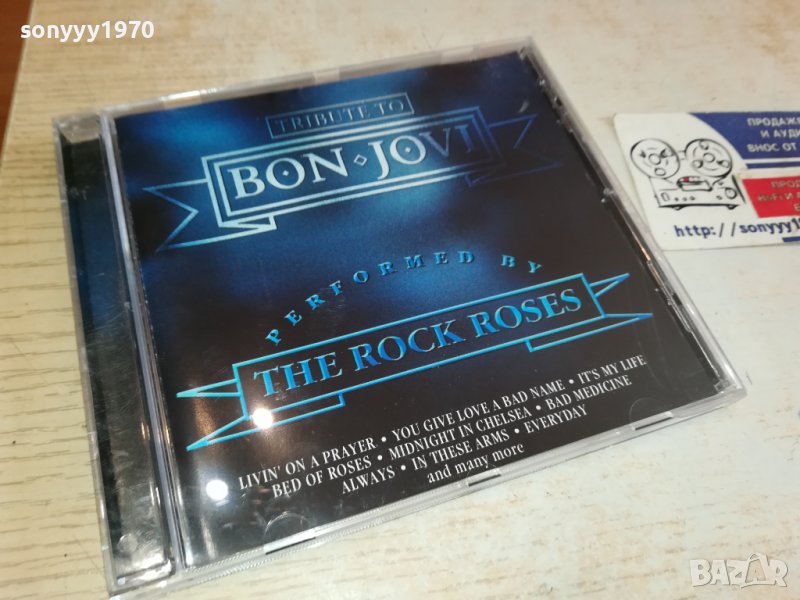 sonyyy1970
TRIBUTE TO
BON JOVI
PERFORMED BY
THE ROCK ROSES
LIVIN' ON A PRAYER • YOU GIVE LOVE A BAD NAME • IT'S MY LIFE
BED OF ROSES • MIDNIGHT IN CHELSEA • BAD MEDICINE
ALWAYS • IN THESE ARMS • EVERYDAY
and many more
И АУДИ
ВНОС ОТ
http://sonyyy1
BAZAR